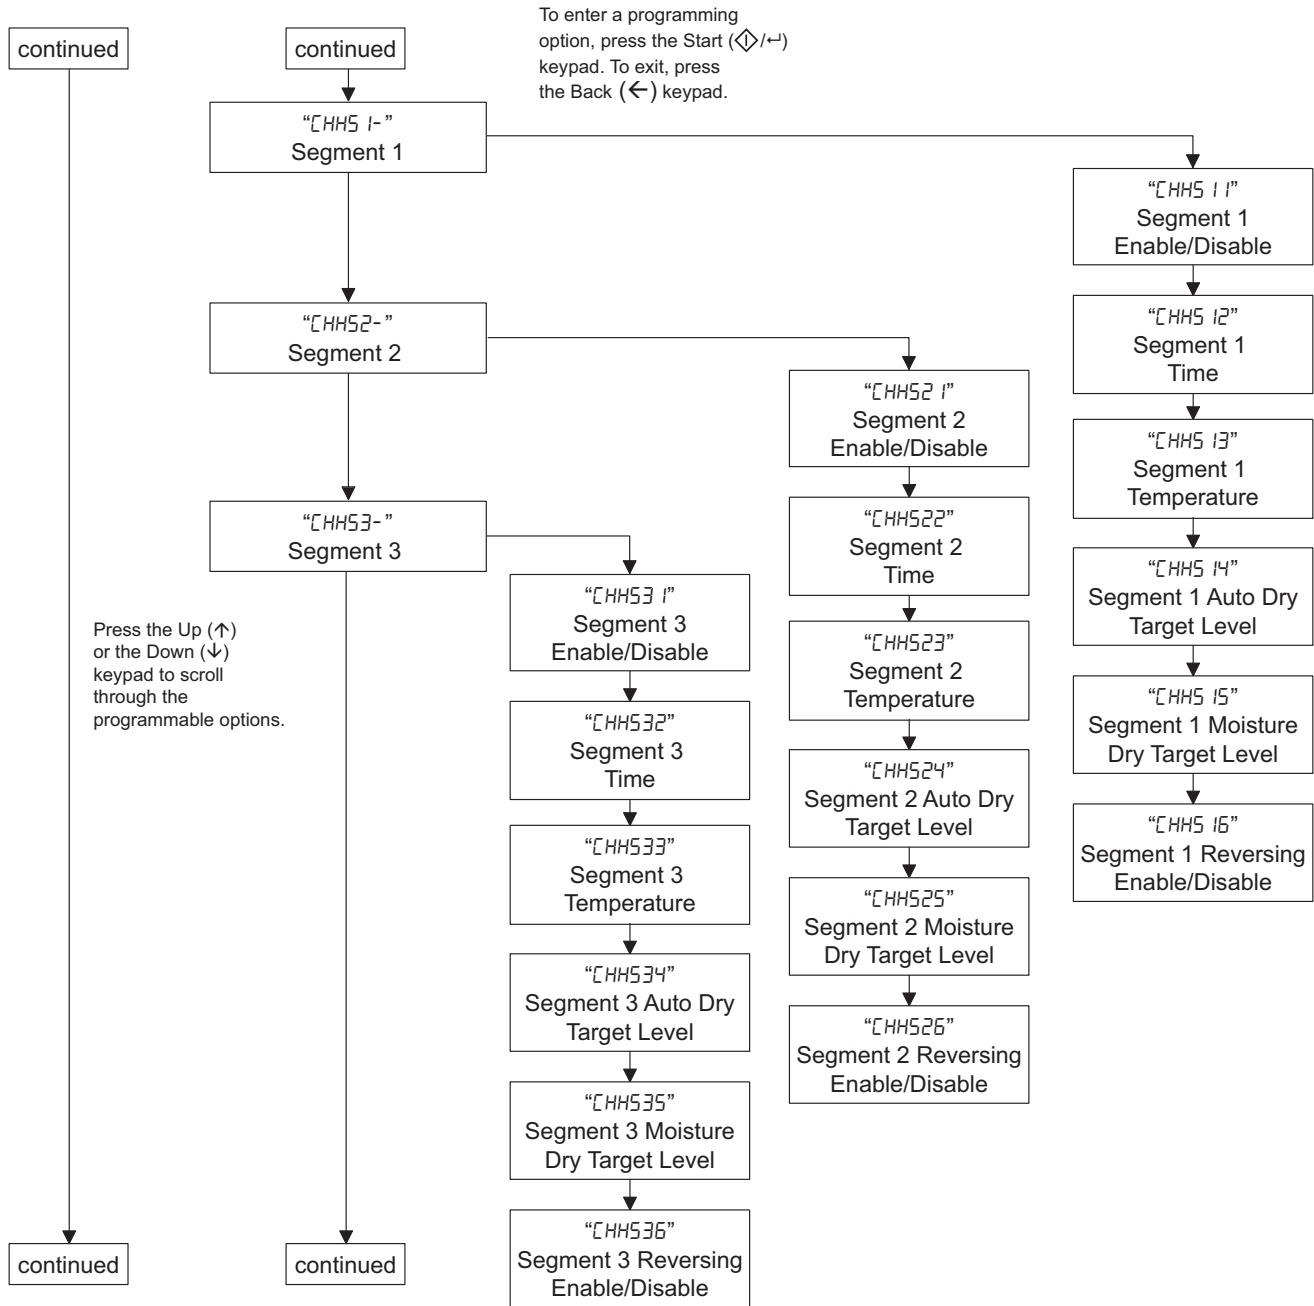 continued
continued
To enter a programming
option, press the Start (/↵)
keypad. To exit, press
the Back (←) keypad.
“CHHS 1-”
Segment 1
“CHHS2-”
Segment 2
“CHHS3-”
Segment 3
Press the Up (↑)
or the Down (↓)
keypad to scroll
through the
programmable options.
continued
continued
“CHHS31”
Segment 3
Enable/Disable
“CHHS32”
Segment 3
Time
“CHHS33”
Segment 3
Temperature
“CHHS34”
Segment 3 Auto Dry
Target Level
“CHHS35”
Segment 3 Moisture
Dry Target Level
“CHHS36”
Segment 3 Reversing
Enable/Disable
“CHHS21”
Segment 2
Enable/Disable
“CHHS22”
Segment 2
Time
“CHHS23”
Segment 2
Temperature
“CHHS24”
Segment 2 Auto Dry
Target Level
“CHHS25”
Segment 2 Moisture
Dry Target Level
“CHHS26”
Segment 2 Reversing
Enable/Disable
“CHHS 11”
Segment 1
Enable/Disable
“CHHS 12”
Segment 1
Time
“CHHS 13”
Segment 1
Temperature
“CHHS 14”
Segment 1 Auto Dry
Target Level
“CHHS 15”
Segment 1 Moisture
Dry Target Level
“CHHS 16”
Segment 1 Reversing
Enable/Disable